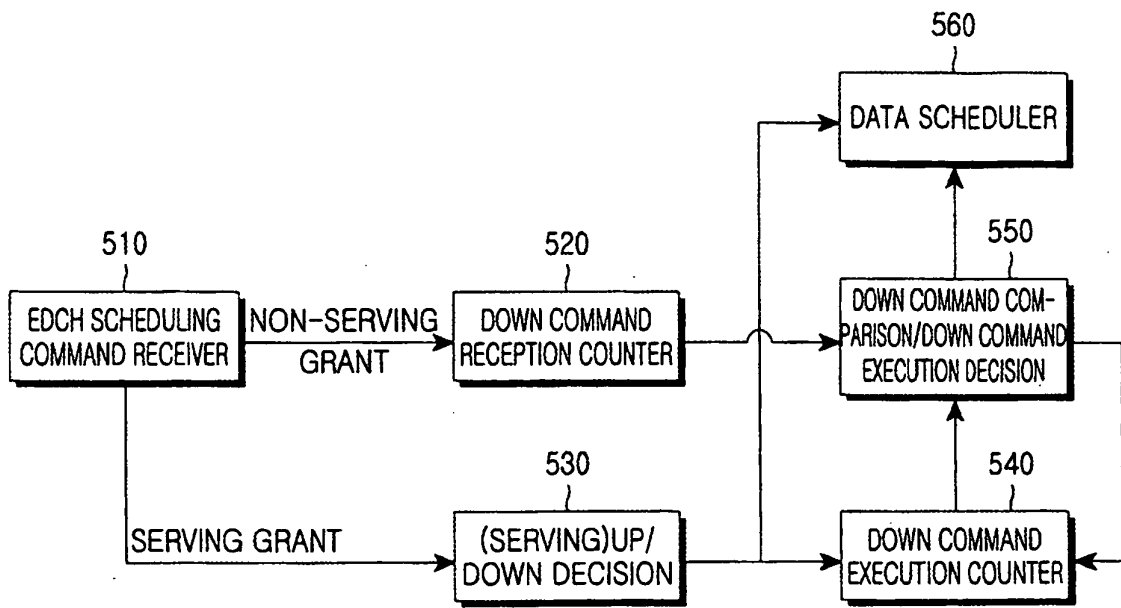 560
DATA SCHEDULER
510
520
550
EDCH SCHEDULING
COMMAND RECEIVER
NON-SERVING
GRANT
DOWN COMMAND
RECEPTION COUNTER
DOWN COMMAND COM-
PARISON/DOWN COMMAND
EXECUTION DECISION
530
540
SERVING GRANT
(SERVING)UP/
DOWN DECISION
DOWN COMMAND
EXECUTION COUNTER